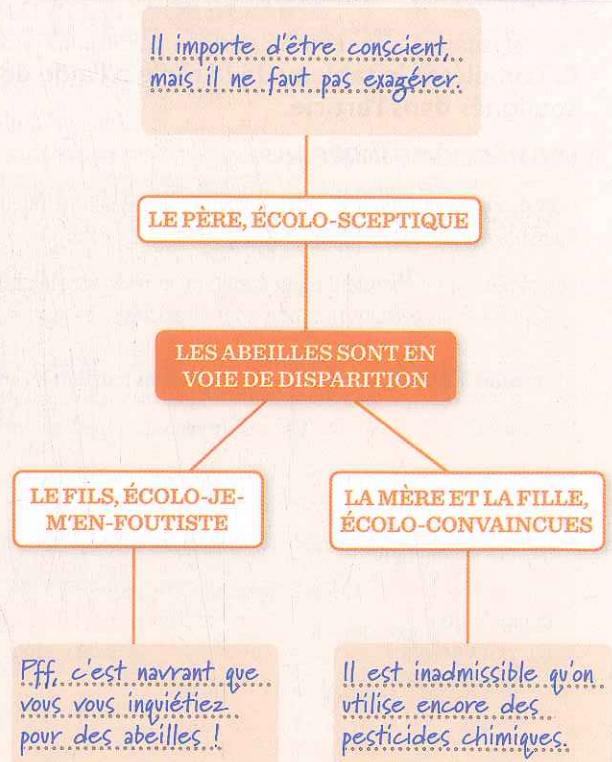 Il importe d'être conscient,
mais il ne faut pas exagérer.
LE PÈRE, ÉCOLO-SCEPTIQUE
LES ABEILLES SONT EN
VOIE DE DISPARITION
LE FILS, ÉCOLO-JE-
M'EN-FOUTISTE
LA MÈRE ET LA FILLE,
ÉCOLO-CONVAINCUES
Pff, c'est navrant que
vous vous inquiétiez
pour des abeilles !
Il est inadmissible qu'on
utilise encore des
pesticides chimiques.